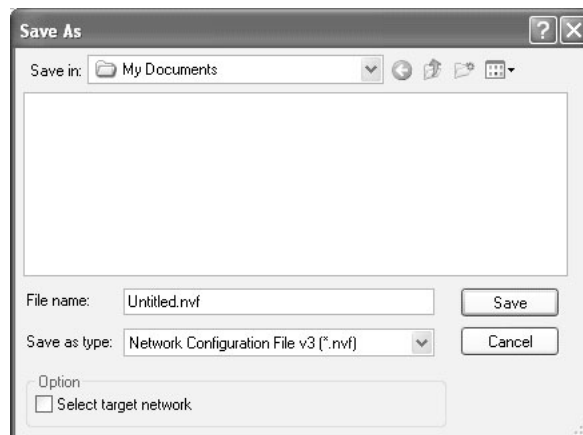 Save As
Save in: My Documents
File name: Untitled.nvf
Save
Save as type: Network Configuration File v3 (*.nvf)
Cancel
Option
Select target network